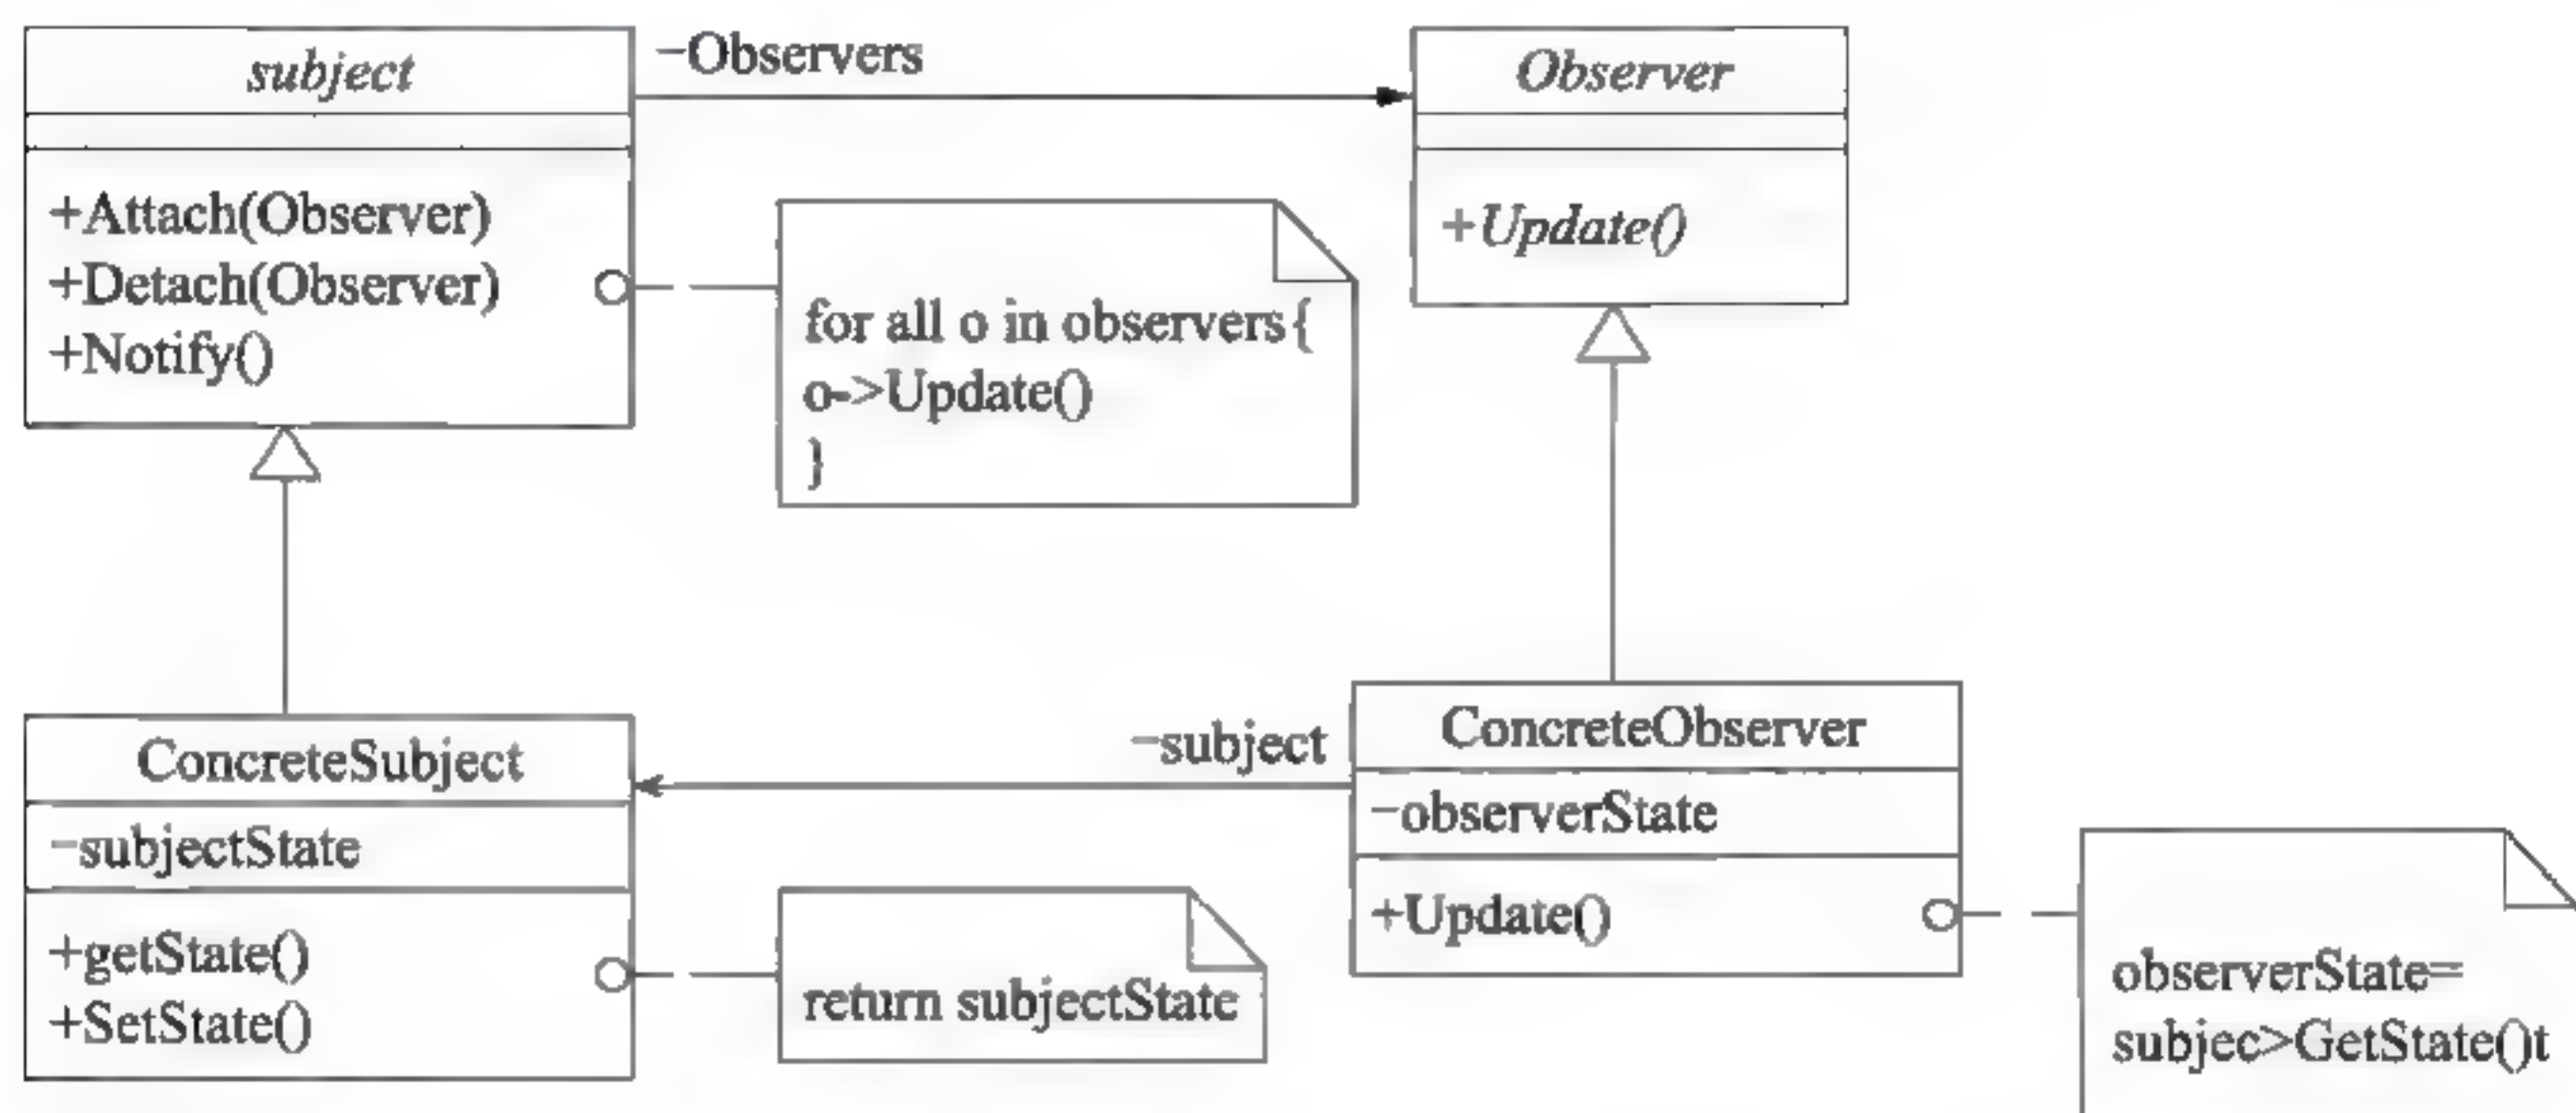 subject
+Attach(Observer)
+Detach(Observer)
+Notify()
−Observers
Observer
+Update()
for all o in observers{
o->Update()
}
ConcreteSubject
−subjectState
+getState()
+SetState()
return subjectState
−subject
ConcreteObserver
−observerState
+Update()
observerState=
subjec>GetState()t